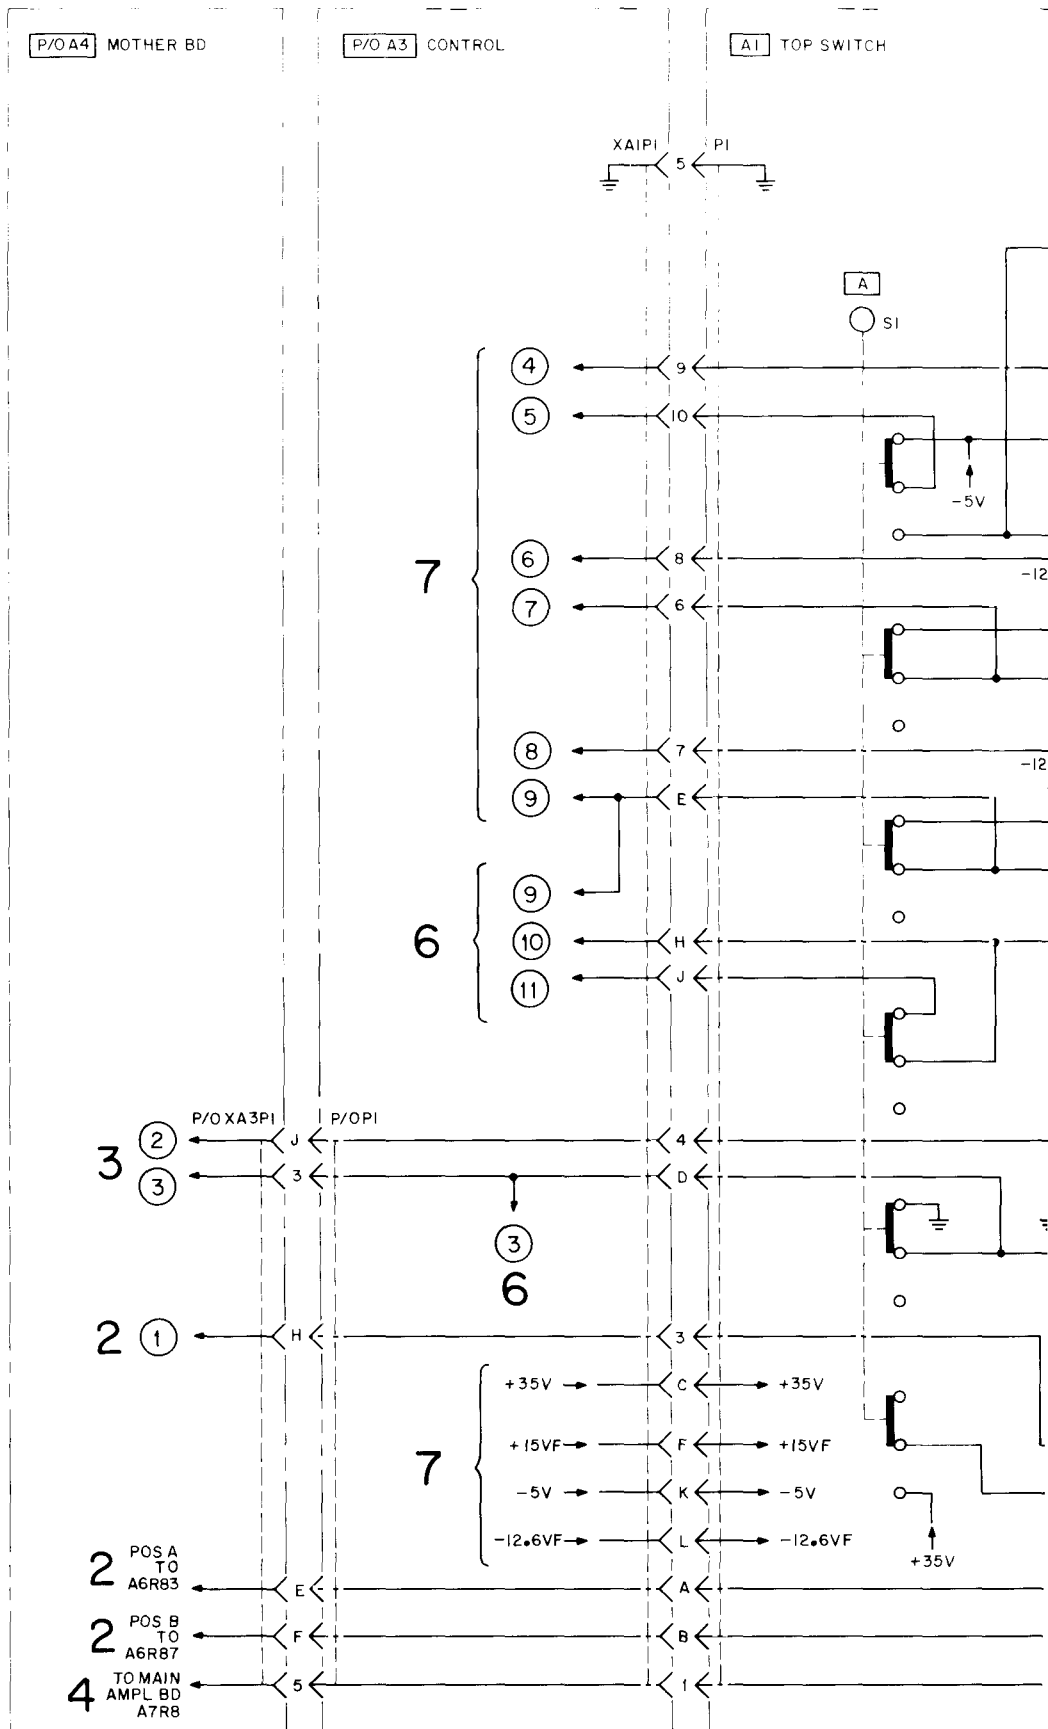 P/O A4 MOTHER BD
P/O A3 CONTROL
A1 TOP SWITCH
XA1P1 5 P1
A
S1
4 9
5 10
-5V
7
6 8
-12
7 6
8 7
-12
9 E
9
6
10 H
11 J
P/O XA3P1 P/O P1
3
2 J 4
3 3 D
3
6
2 1 H 3
7
+35V C +35V
+15VF F +15VF
-5V K -5V
-12.6VF L -12.6VF
+35V
2 POS A
TO
A6R83 E A
2 POS B
TO
A6R87 F B
4 TO MAIN
AMPL BD
A7R8 5 1